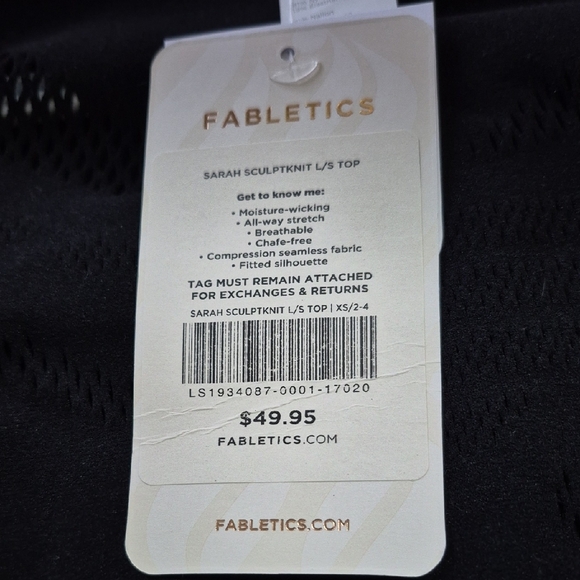 FABLETICS
SARAH SCULPTKNIT L/S TOP
Get to know me:
• Moisture-wicking
• All-way stretch
• Breathable
• Chafe-free
• Compression seamless fabric
• Fitted silhouette
TAG MUST REMAIN ATTACHED
FOR EXCHANGES & RETURNS
SARAH SCULPTKNIT L/S TOP | XS/2-4
LS1934087-0001-17020
$49.95
FABLETICS.COM
FABLETICS.COM